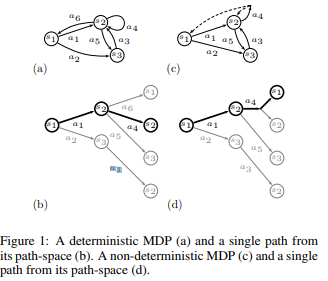 a6
s2
a4
s1
a1
a5
a3
s3
a2
(a)
a4
s2
s1
a1
a5
a3
a2
s3
(c)
s1
s2
a6
s1
a1
a4
s2
a2
s3
a5
s3
a3
s2
(b)
a4
s1
s1
a1
s2
s2
a2
s3
a5
s3
a3
s2
(d)
Figure 1: A deterministic MDP (a) and a single path from
its path-space (b). A non-deterministic MDP (c) and a single
path from its path-space (d).